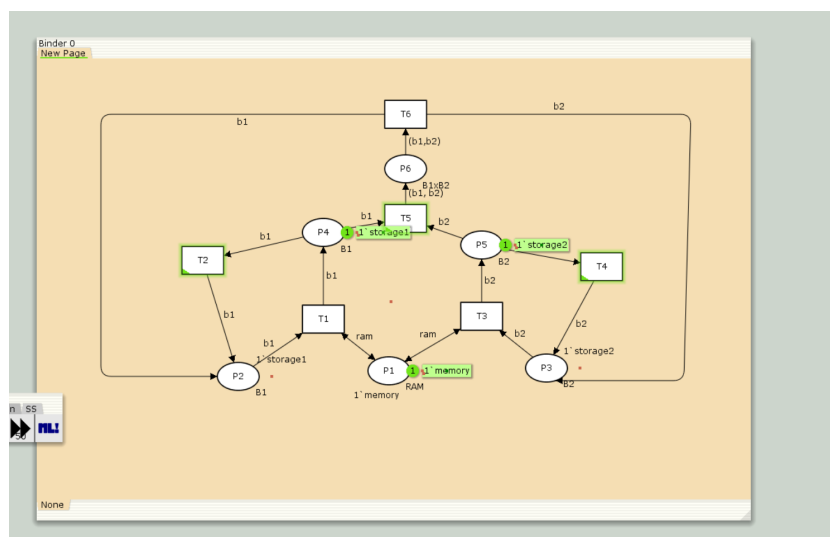 Binder 0
New Page
T6
b1
b2
(b1,b2)
P6
B1xB2
(b1, b2)
T5
b1
b2
P4
1
1`storage1
B1
P5
1
1`storage2
B2
b1
T2
T4
b1
b2
b1
b2
T1
T3
b1
1`storage1
ram
ram
b2
1`storage2
P2
B1
P1
1
1`memory
RAM
1`memory
P3
B2
SS
50
ML!
None